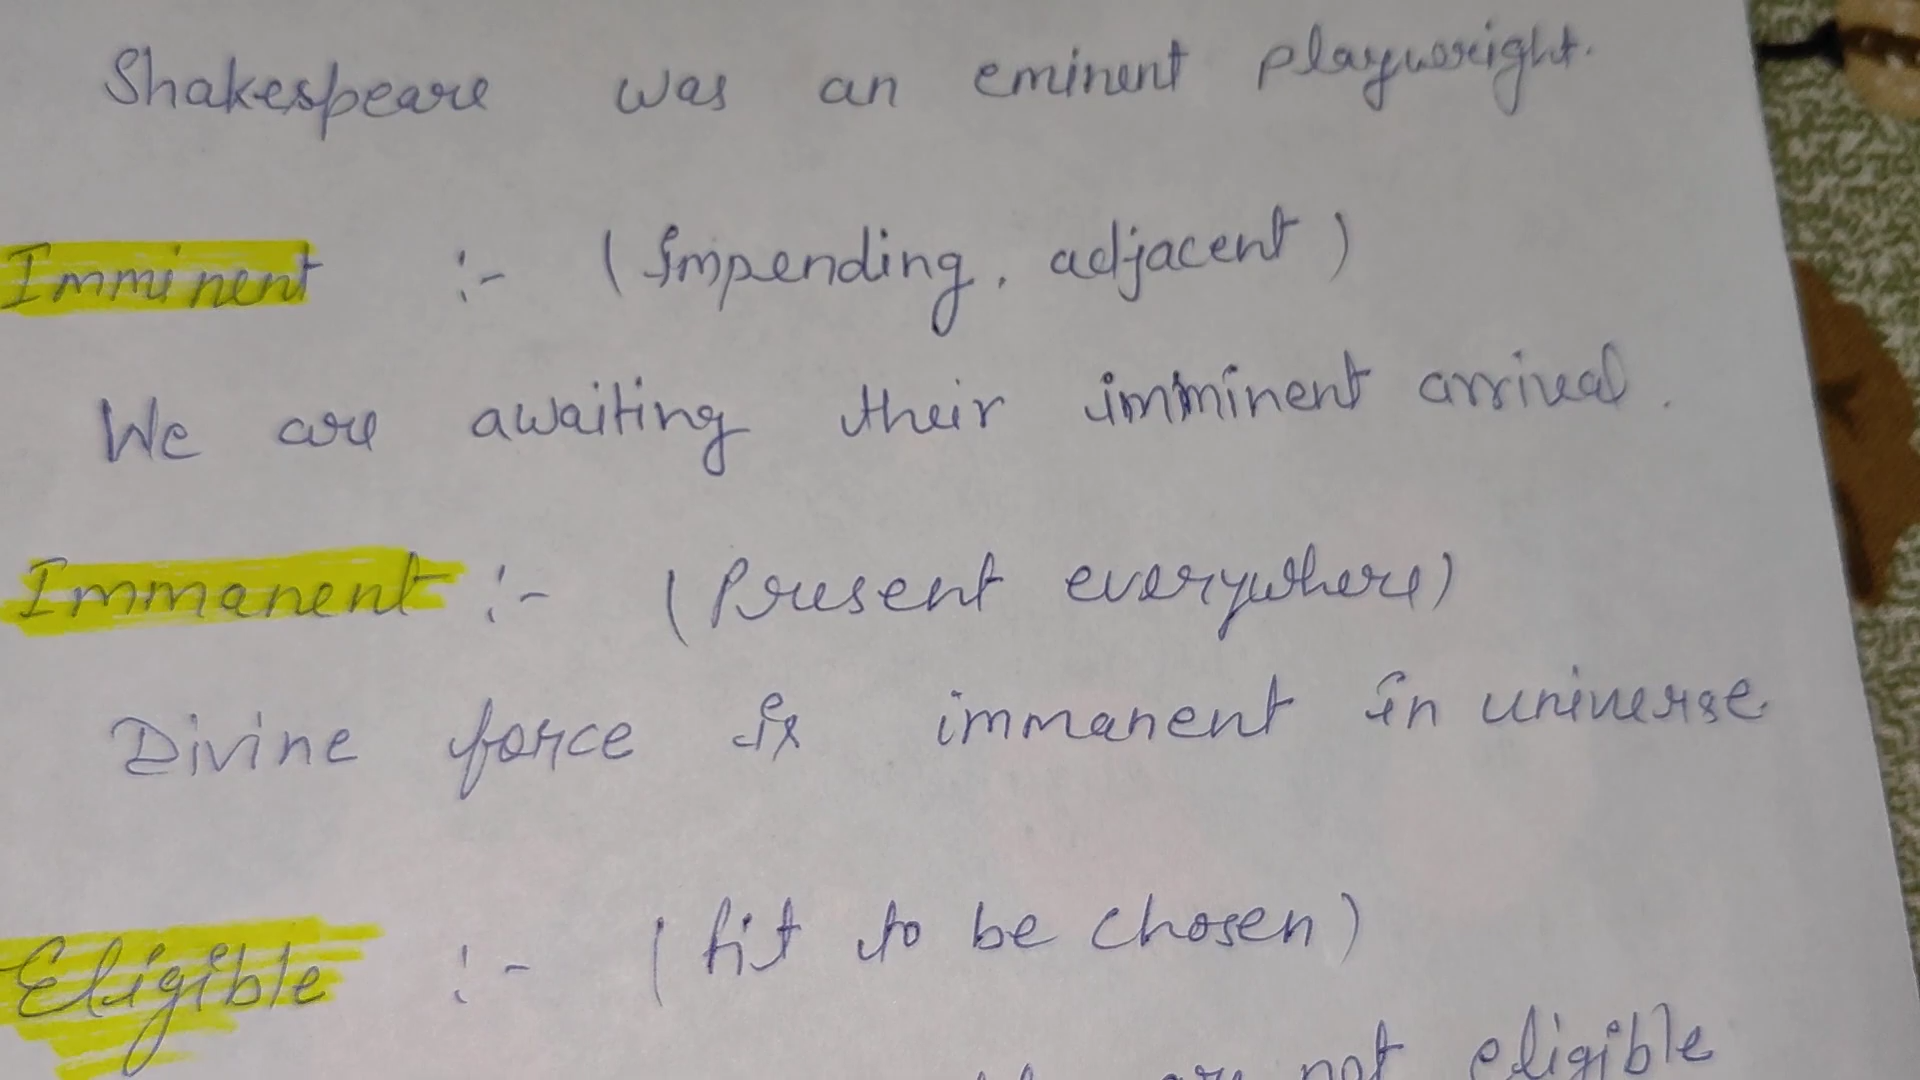 Shakespeare was an eminent playwright.
Imminent :- (Impending, adjacent)
We are awaiting their imminent arrival.
Immanent :- (Present everywhere)
Divine force is immanent in universe.
Eligible :- (fit to be chosen)
not eligible